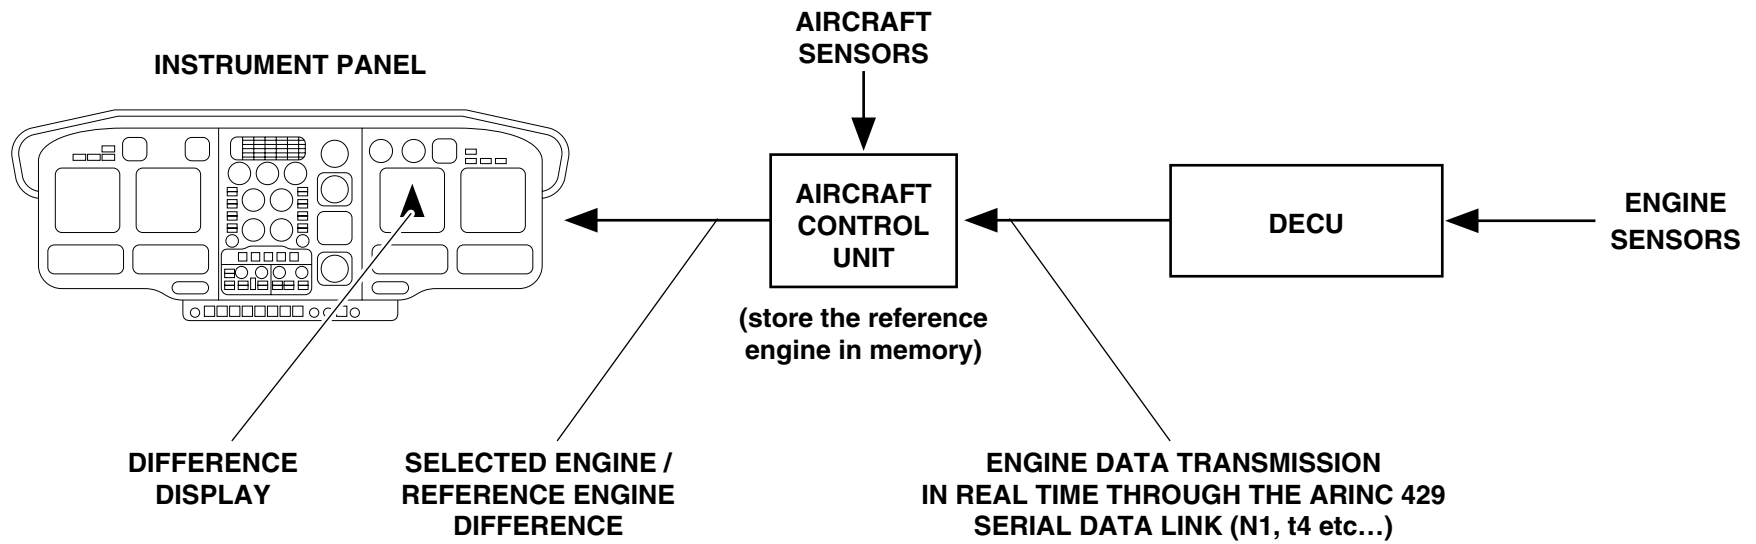 INSTRUMENT PANEL
AIRCRAFT
SENSORS
AIRCRAFT
CONTROL
UNIT
(store the reference
engine in memory)
DECU
ENGINE
SENSORS
DIFFERENCE
DISPLAY
SELECTED ENGINE /
REFERENCE ENGINE
DIFFERENCE
ENGINE DATA TRANSMISSION
IN REAL TIME THROUGH THE ARINC 429
SERIAL DATA LINK (N1, t4 etc…)